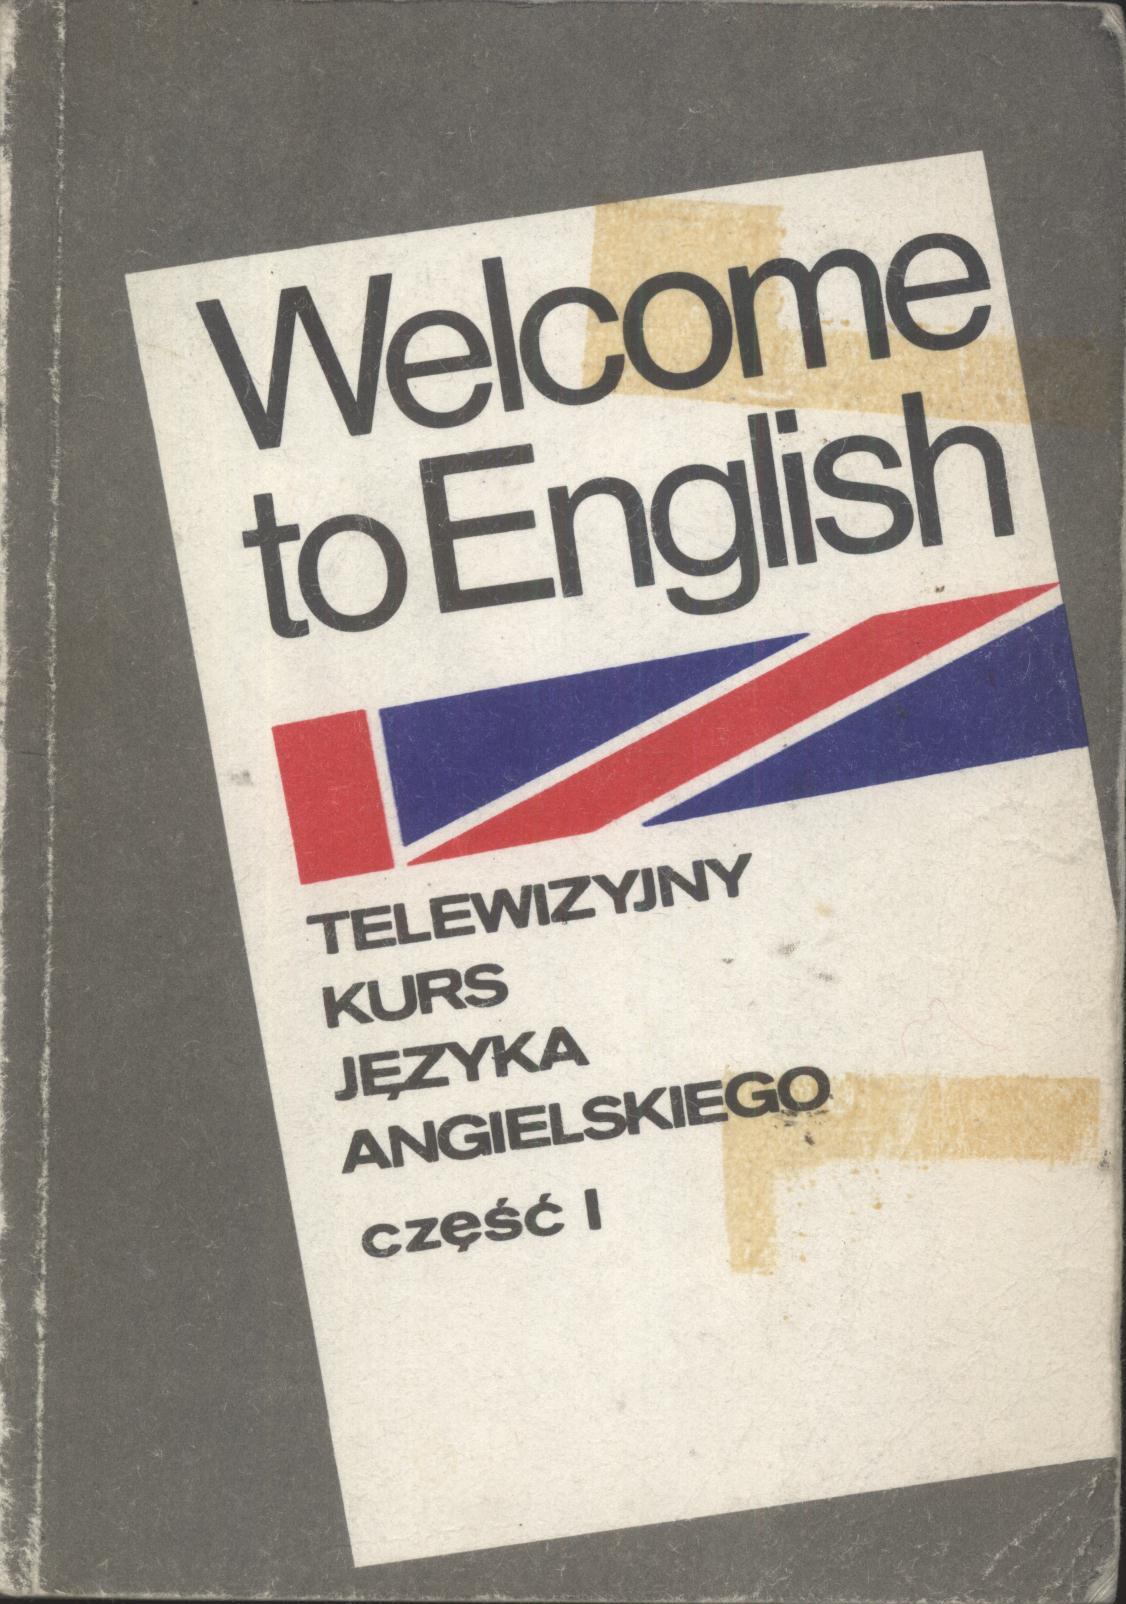 Welcome
to English
TELEWIZYJNY
KURS
JĘZYKA
ANGIELSKIEGO
część I